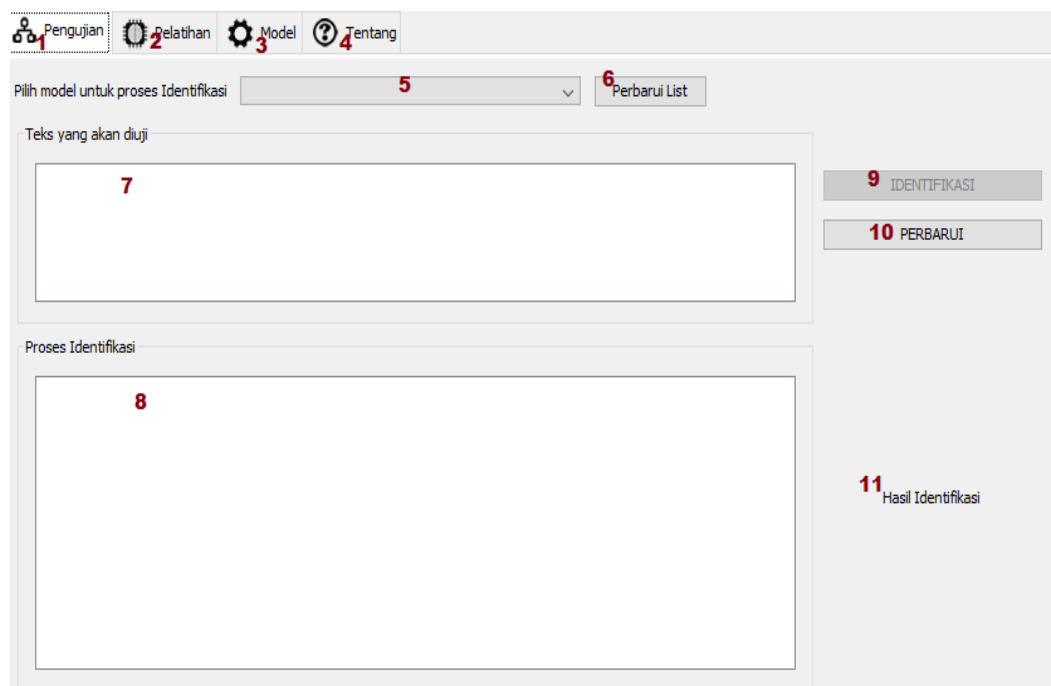 1 Pengujian 2 Pelatihan 3 Model 4 Tentang
Pilih model untuk proses Identifikasi 5 6 Perbarui List
Teks yang akan diuji
7
9 IDENTIFIKASI
10 PERBARUI
Proses Identifikasi
8
11 Hasil Identifikasi